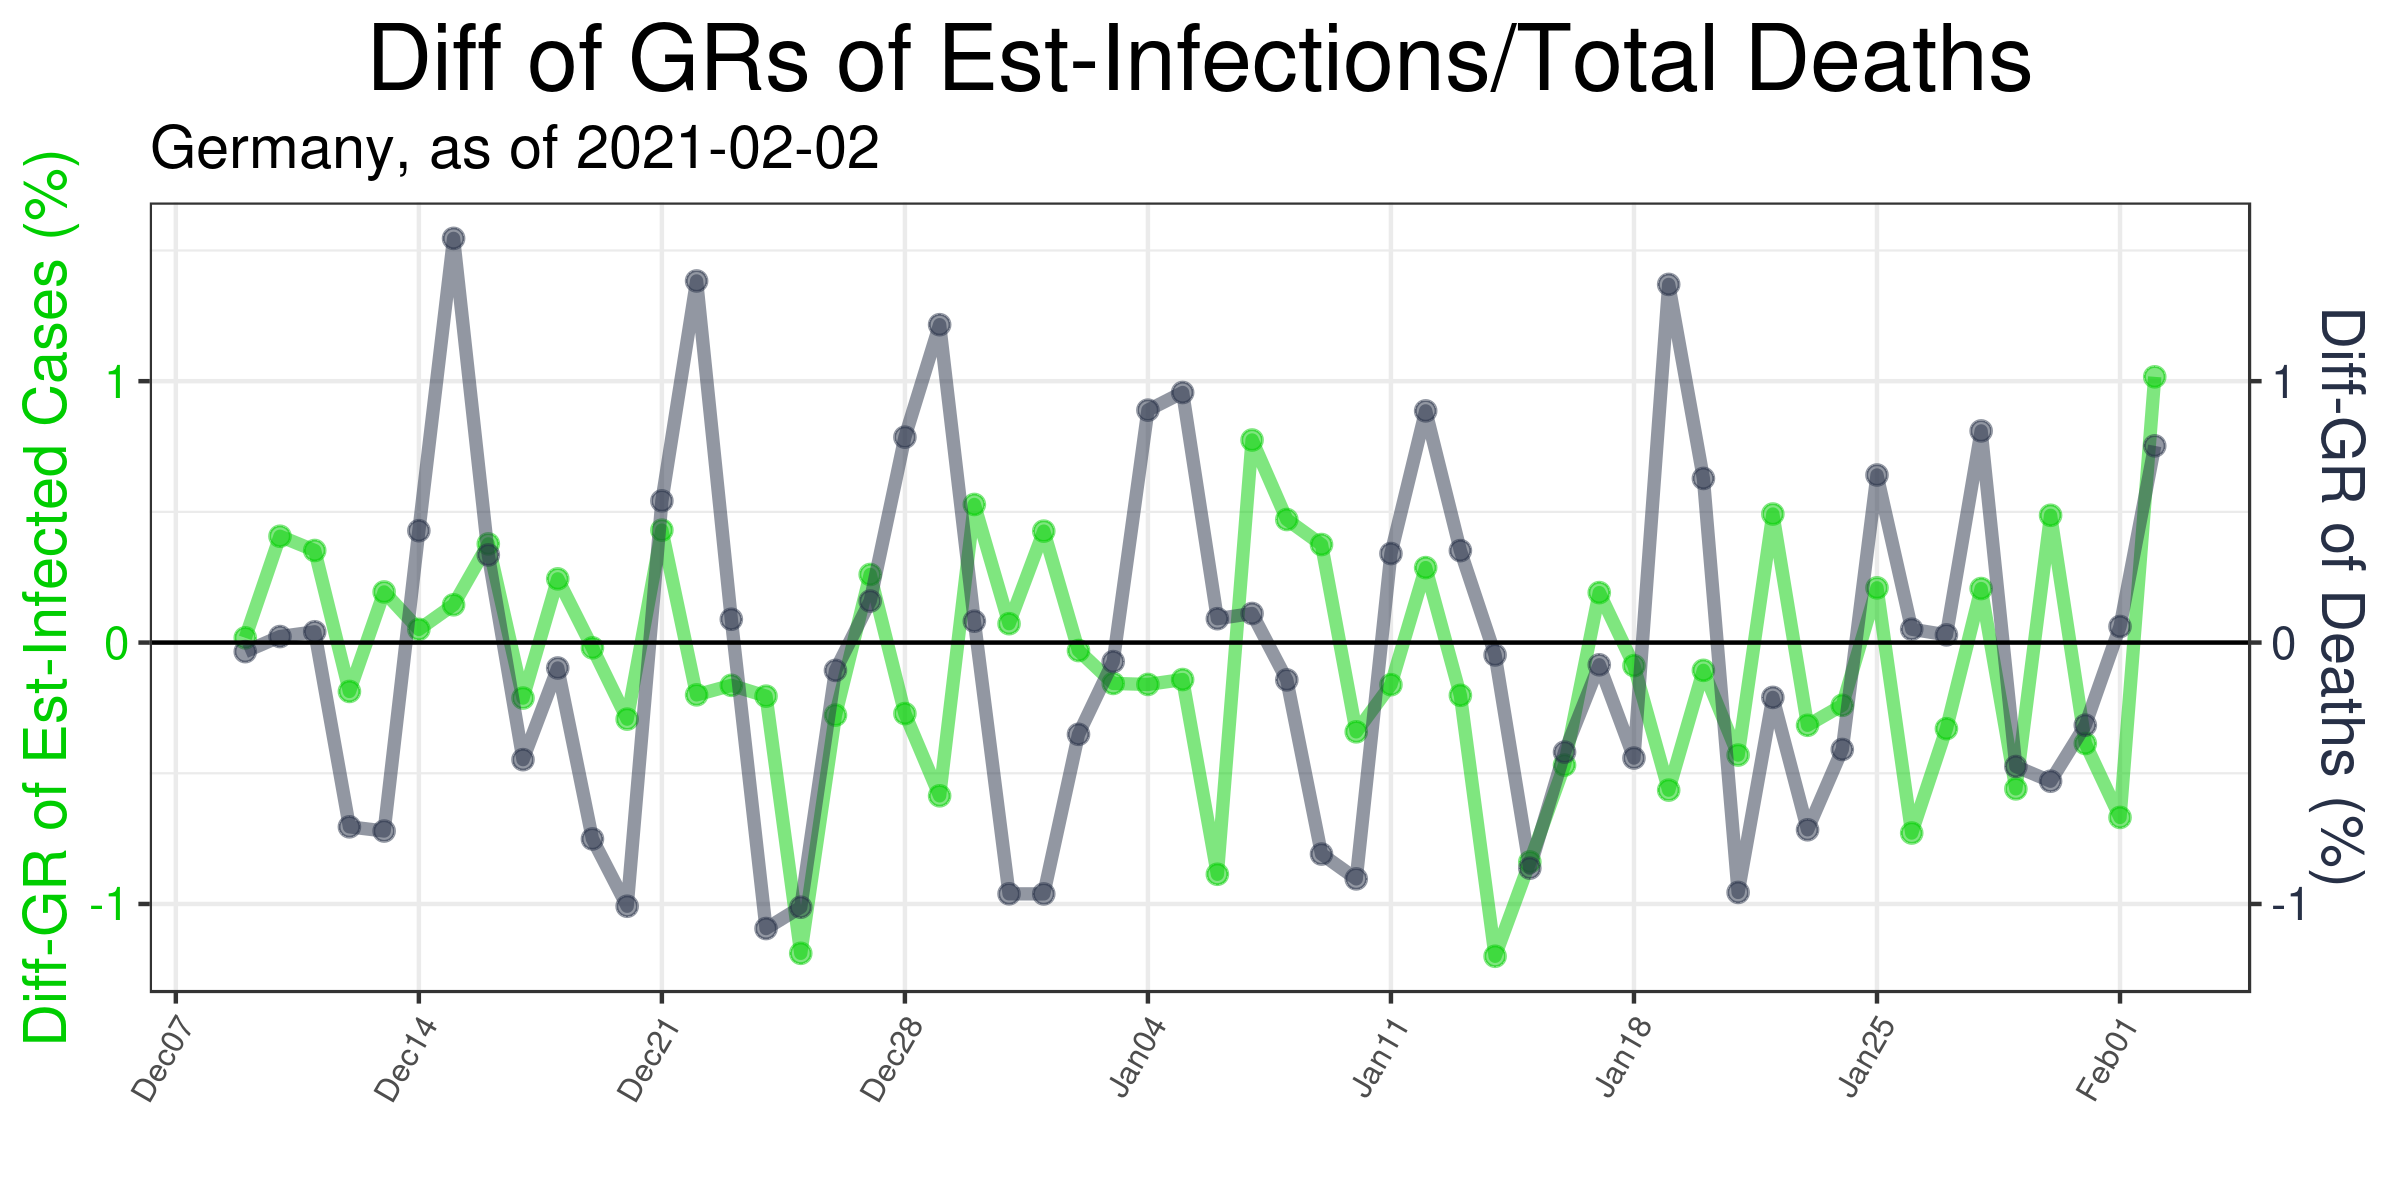 Diff of GRs of Est-Infections/Total Deaths
Germany, as of 2021-02-02
Diff-GR of Est-Infected Cases (%)
1
0
-1
1
0
-1
Diff-GR of Deaths (%)
Dec07
Dec14
Dec21
Dec28
Jan04
Jan11
Jan18
Jan25
Feb01